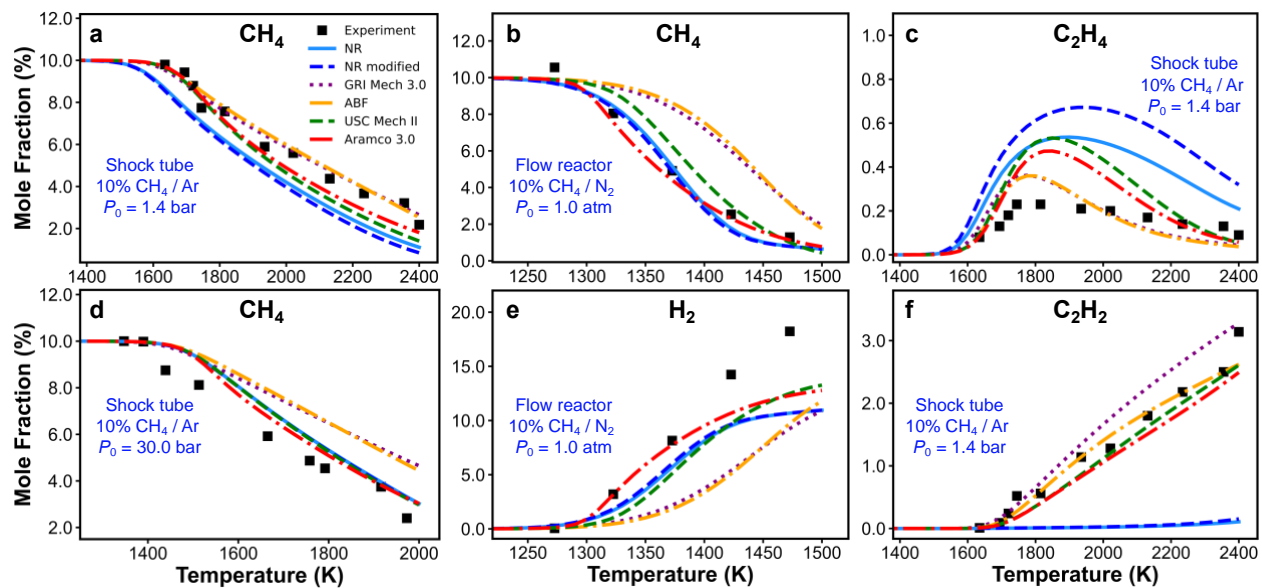 a
CH4
12.0
10.0
8.0
6.0
4.0
2.0
Mole Fraction (%)
Experiment
NR
NR modified
GRI Mech 3.0
ABF
USC Mech II
Aramco 3.0
Shock tube
10% CH4 / Ar
P0 = 1.4 bar
1400 1600 1800 2000 2200 2400
b
CH4
12.0
10.0
8.0
6.0
4.0
2.0
0.0
Flow reactor
10% CH4 / N2
P0 = 1.0 atm
1250 1300 1350 1400 1450 1500
c
C2H4
1.0
0.8
0.6
0.4
0.2
0.0
Shock tube
10% CH4 / Ar
P0 = 1.4 bar
1400 1600 1800 2000 2200 2400
d
CH4
12.0
10.0
8.0
6.0
4.0
2.0
Mole Fraction (%)
Shock tube
10% CH4 / Ar
P0 = 30.0 bar
1400 1600 1800 2000
Temperature (K)
e
H2
20.0
15.0
10.0
5.0
0.0
Flow reactor
10% CH4 / N2
P0 = 1.0 atm
1250 1300 1350 1400 1450 1500
Temperature (K)
f
C2H2
3.0
2.0
1.0
0.0
Shock tube
10% CH4 / Ar
P0 = 1.4 bar
1400 1600 1800 2000 2200 2400
Temperature (K)